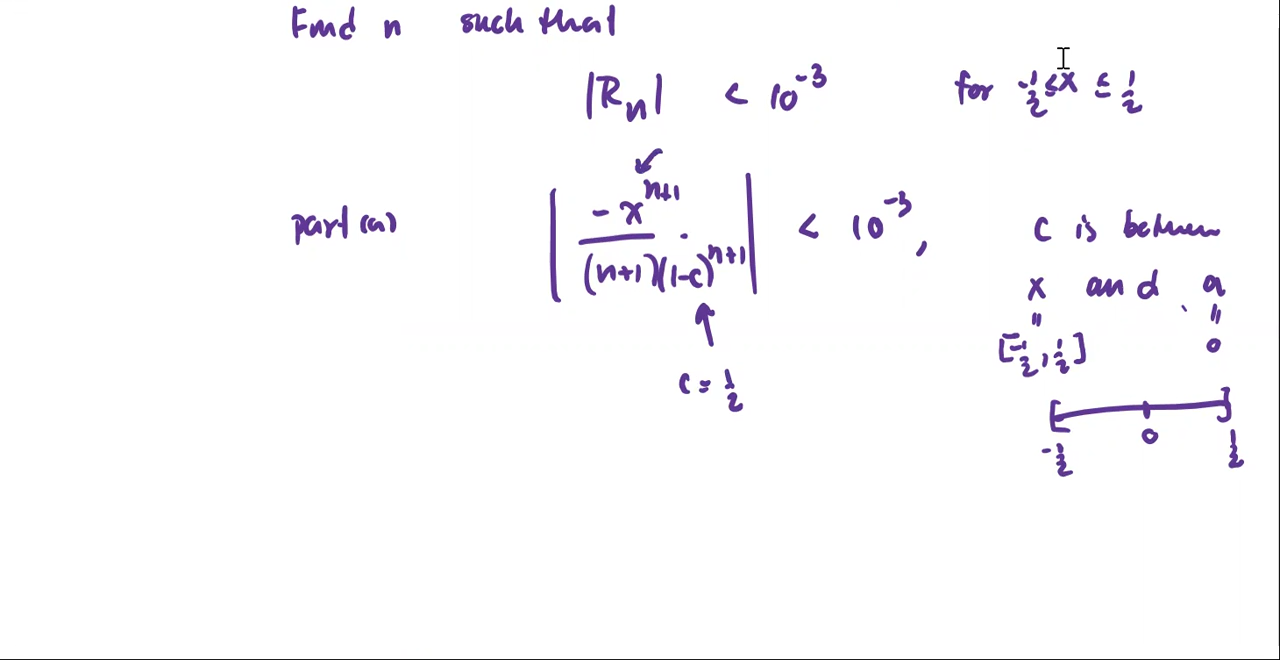 Find n such that
|Rₙ| < 10⁻³ for -1/2 ≤ x ≤ 1/2
part (a) | -x^(n+1) / (n+1)(1-c)^(n+1) | < 10⁻³, c is between
x and a
[-1/2, 1/2] = =
0
c = 1/2
-1/2 0 1/2